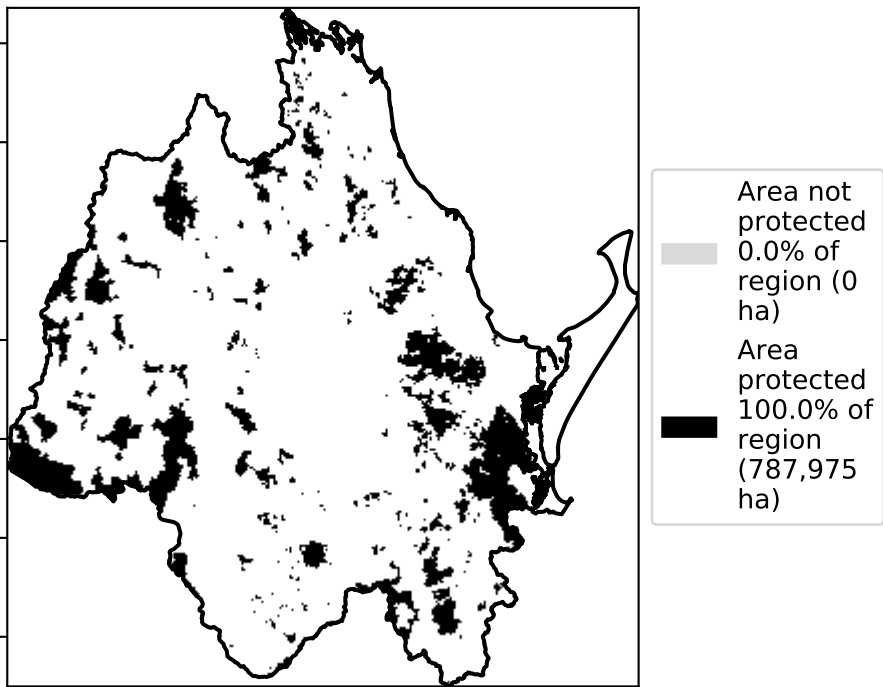 Area not
protected
0.0% of
region (0
ha)
Area
protected
100.0% of
region
(787,975
ha)